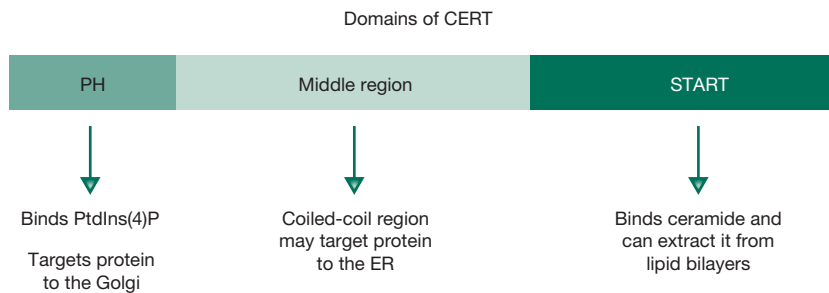 Domains of CERT
PH
Middle region
START
Binds PtdIns(4)P
Targets protein
to the Golgi
Coiled-coil region
may target protein
to the ER
Binds ceramide and
can extract it from
lipid bilayers